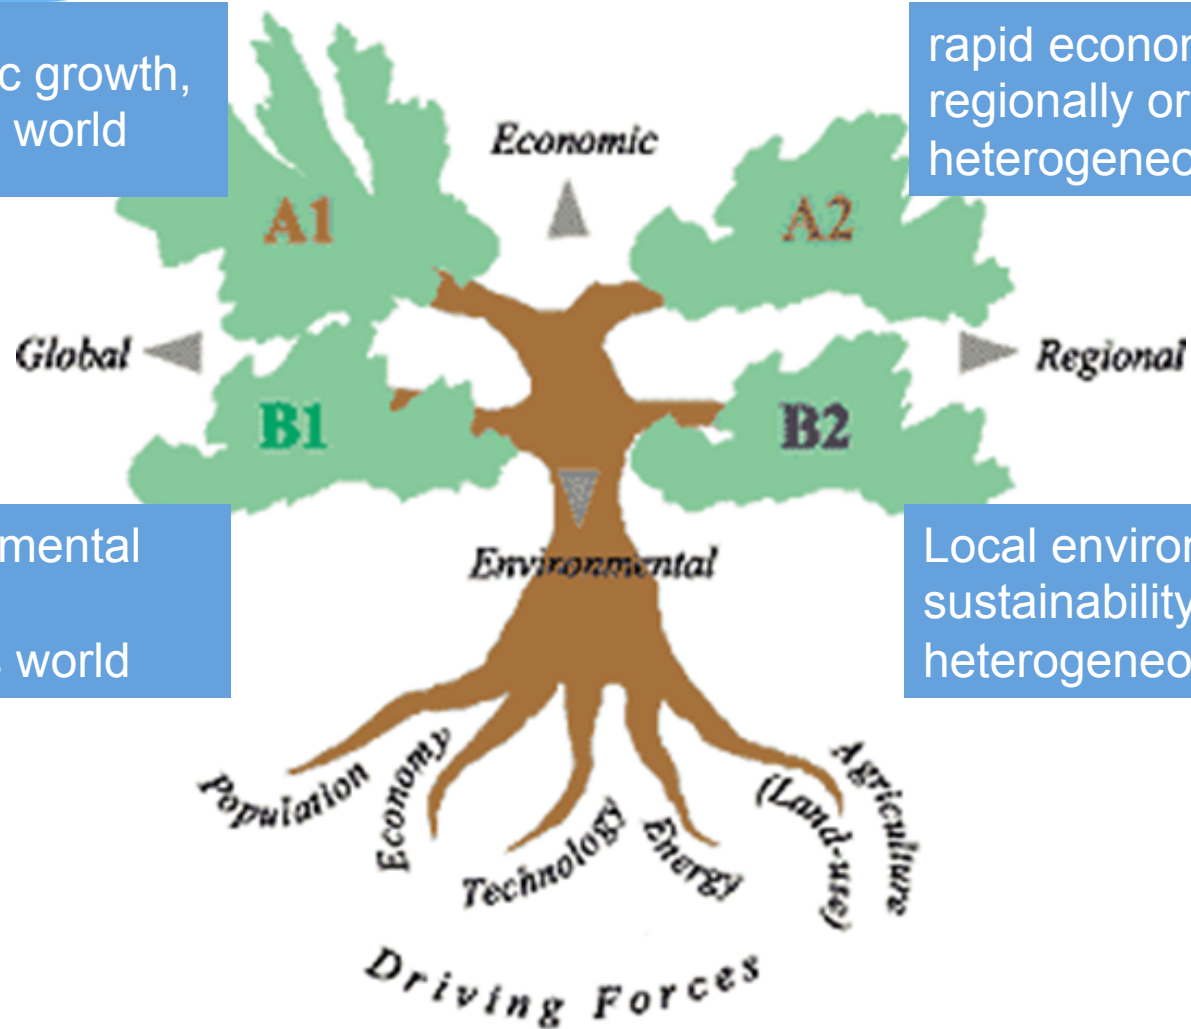 c growth,
world
rapid econor
regionally or
heterogeneo
Economic
A1
A2
Global
Regional
B1
B2
mental
world
Environmental
Local enviror
sustainability
heterogeneo
Population
Economy
Technology
Energy
(Land-use)
Agriculture
Driving Forces